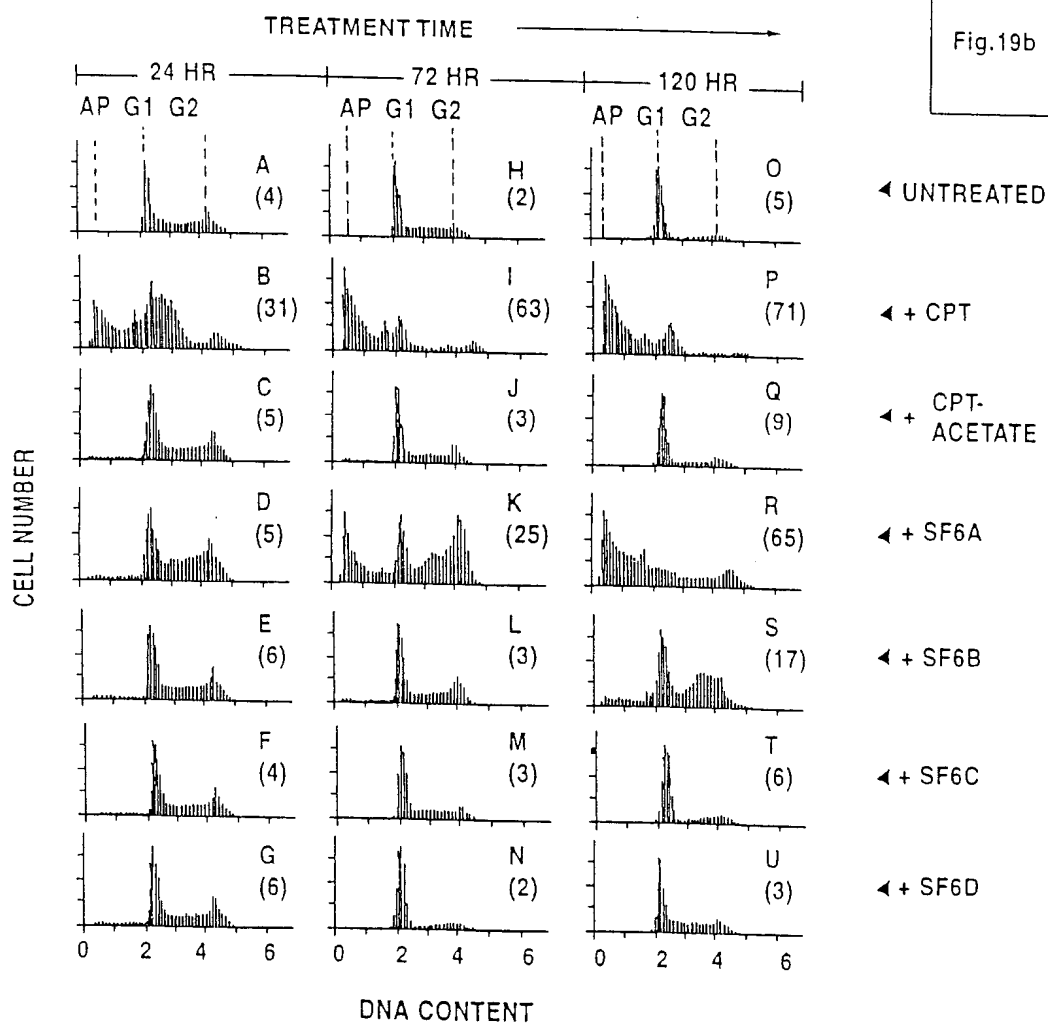 TREATMENT TIME
Fig.19b
24 HR 72 HR 120 HR
AP G1 G2 AP G1 G2 AP G1 G2
A H O
(4) (2) (5)
UNTREATED
B I P
(31) (63) (71)
+ CPT
C J Q
(5) (3) (9)
+ CPT-
ACETATE
D K R
(5) (25) (65)
+ SF6A
E L S
(6) (3) (17)
+ SF6B
F M T
(4) (3) (6)
+ SF6C
G N U
(6) (2) (3)
+ SF6D
0 2 4 6 0 2 4 6 0 2 4 6
CELL NUMBER
DNA CONTENT